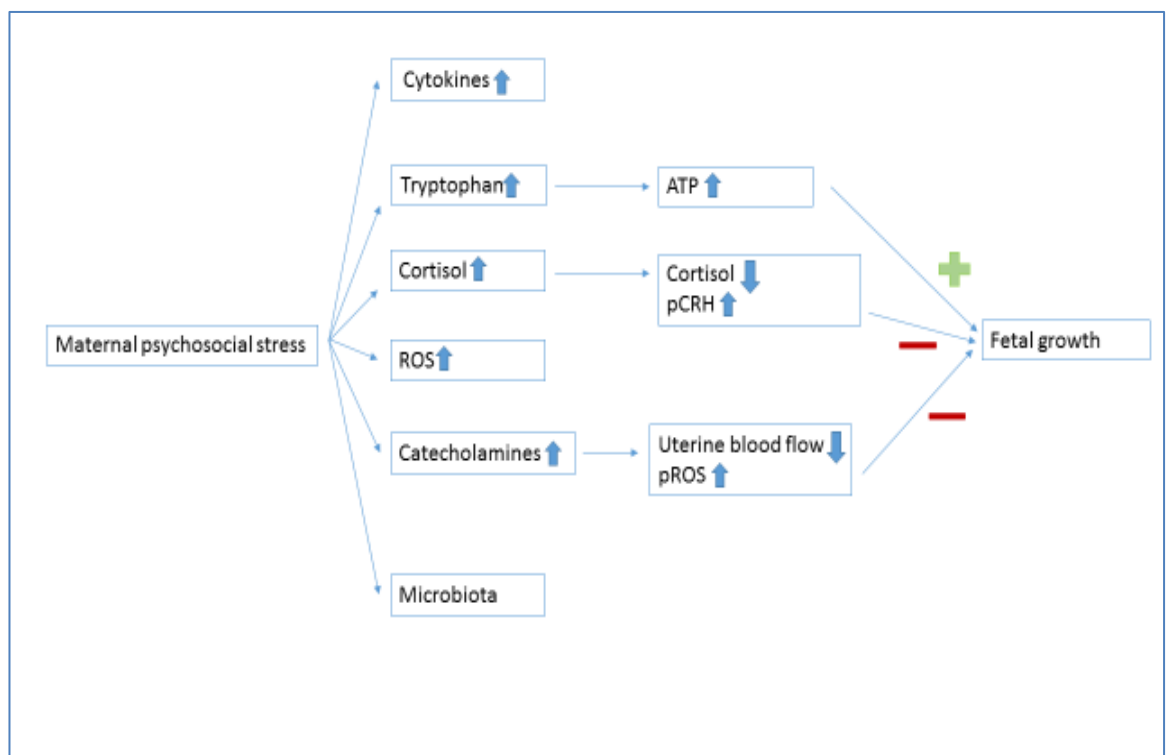 Cytokines
Tryptophan
ATP
Cortisol
Cortisol
pCRH
Maternal psychosocial stress
ROS
Fetal growth
Catecholamines
Uterine blood flow
pROS
Microbiota